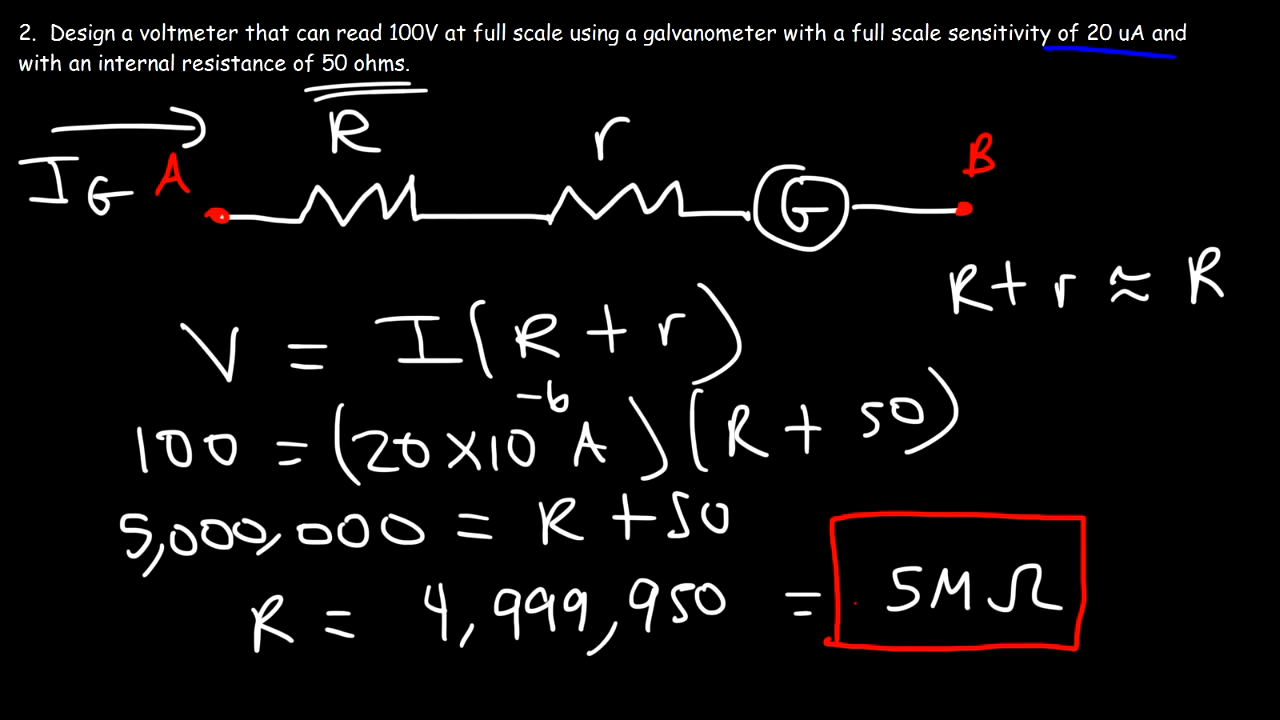 2. Design a voltmeter that can read 100V at full scale using a galvanometer with a full scale sensitivity of 20 uA and
with an internal resistance of 50 ohms.
R
r
I_G A
B
G
R + r ≈ R
V = I(R + r)
100 = (20×10^-6 A)(R + 50)
5,000,000 = R + 50
R = 4,999,950 = 5MΩ